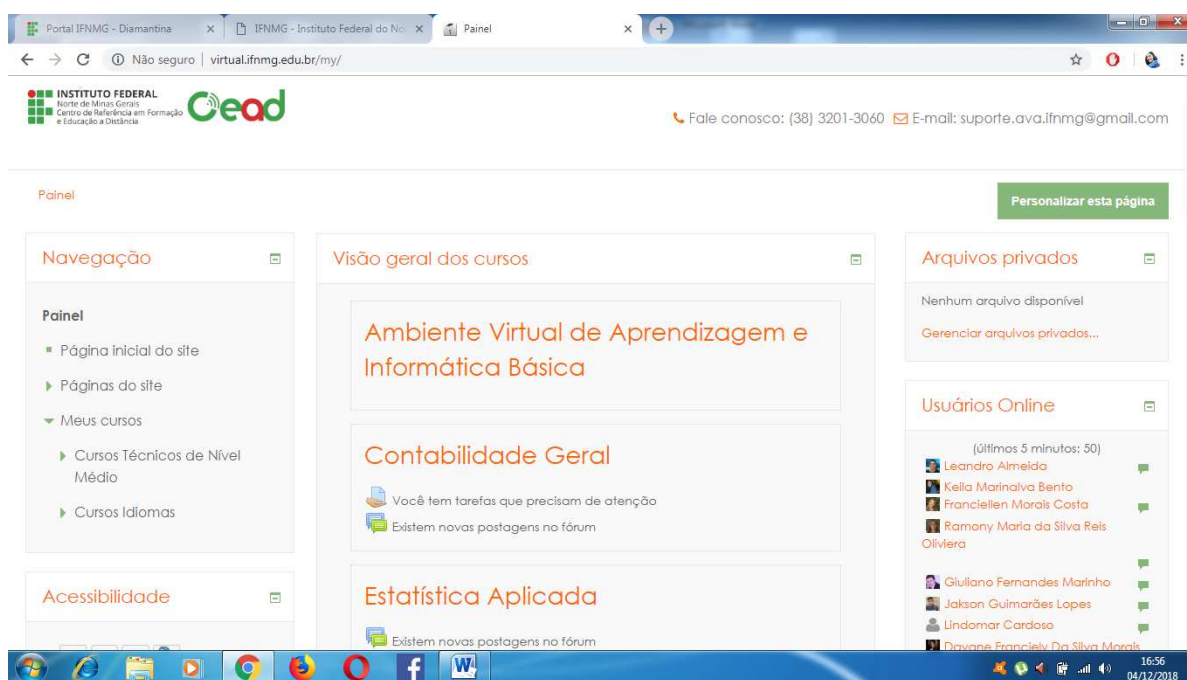 Portal IFNMG - Diamantina
IFNMG - Instituto Federal do No
Painel
Não seguro | virtual.ifnmg.edu.br/my/
INSTITUTO FEDERAL
Norte de Minas Gerais
Centro de Referência em Formação
e Educação a Distância
Cead
Fale conosco: (38) 3201-3060 E-mail: suporte.ava.ifnmg@gmail.com
Painel
Personalizar esta página
Navegação
Painel
Página inicial do site
Páginas do site
Meus cursos
Cursos Técnicos de Nível
Médio
Cursos Idiomas
Acessibilidade
Visão geral dos cursos
Ambiente Virtual de Aprendizagem e
Informática Básica
Contabilidade Geral
Você tem tarefas que precisam de atenção
Existem novas postagens no fórum
Estatística Aplicada
Existem novas postagens no fórum
Arquivos privados
Nenhum arquivo disponível
Gerenciar arquivos privados...
Usuários Online
(últimos 5 minutos: 50)
Leandro Almeida
Keila Marinalva Bento
Franciellen Morais Costa
Ramony Maria da Silva Reis
Oliviera
Giuliano Fernandes Marinho
Jakson Guimarães Lopes
Lindomar Cardoso
Dayane Franciely Da Silva Morais
16:56
04/12/2018